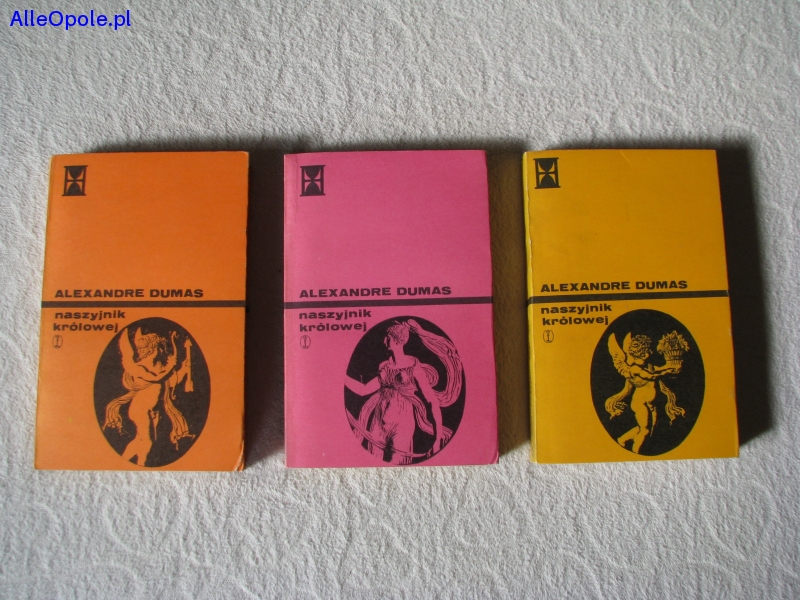 AlleOpole.pl
ALEXANDRE DUMAS
naszyjnik
królowej
ALEXANDRE DUMAS
naszyjnik
królowej
ALEXANDRE DUMAS
naszyjnik
królowej